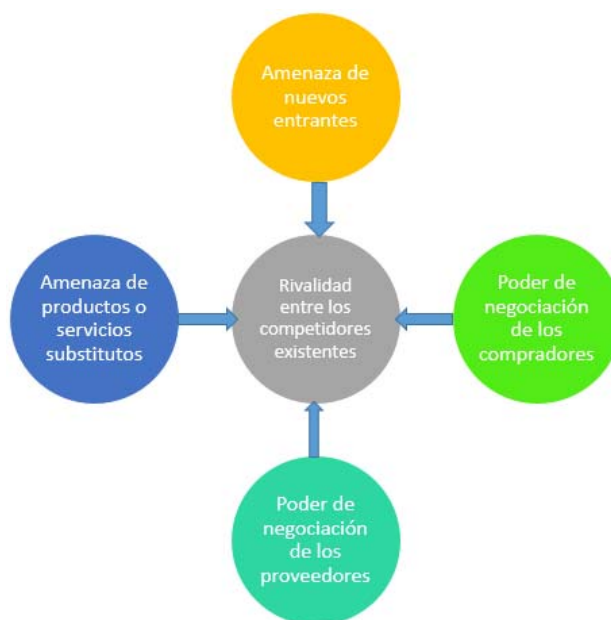 Amenaza de
nuevos
entrantes
Amenaza de
productos o
servicios
substitutos
Rivalidad
entre los
competidores
existentes
Poder de
negociación
de los
compradores
Poder de
negociación
de los
proveedores